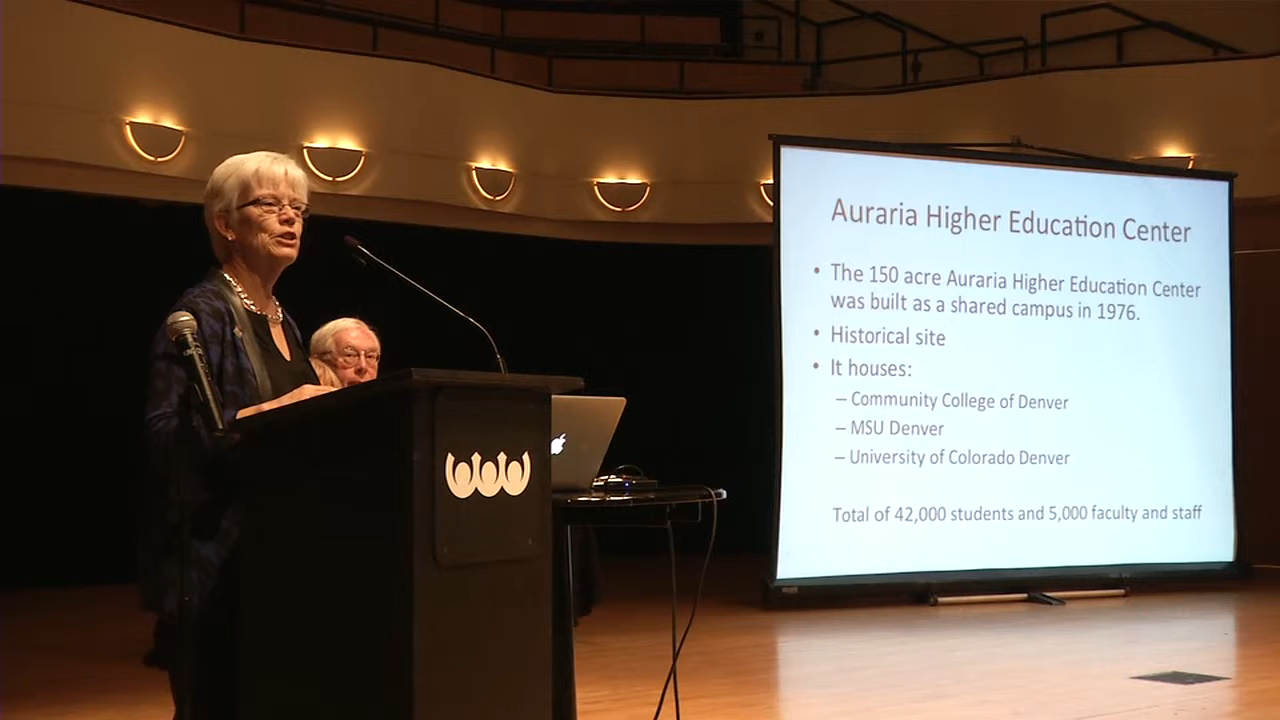 Auraria Higher Education Center
• The 150 acre Auraria Higher Education Center
was built as a shared campus in 1976.
• Historical site
• It houses:
– Community College of Denver
– MSU Denver
– University of Colorado Denver
Total of 42,000 students and 5,000 faculty and staff